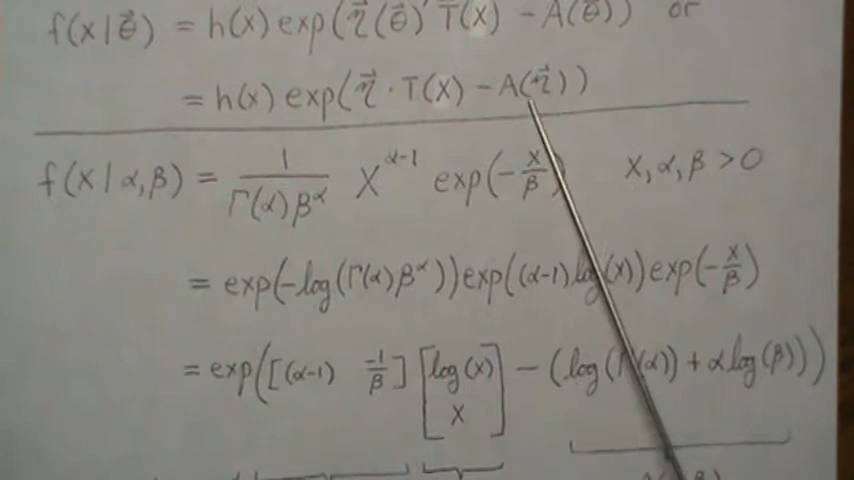 f(x|θ⃗) = h(x) exp(η⃗(θ⃗)' T(x) − A(θ⃗)) or
= h(x) exp(η⃗ · T(x) − A(η⃗))
f(x|α,β) = 1/(Γ(α)β^α) x^(α-1) exp(−x/β) x, α, β > 0
= exp(−log(Γ(α)β^α)) exp((α-1) log(x)) exp(−x/β)
= exp([(α-1) -1/β] [log(x) x] − (log(Γ(α)) + α log(β)))